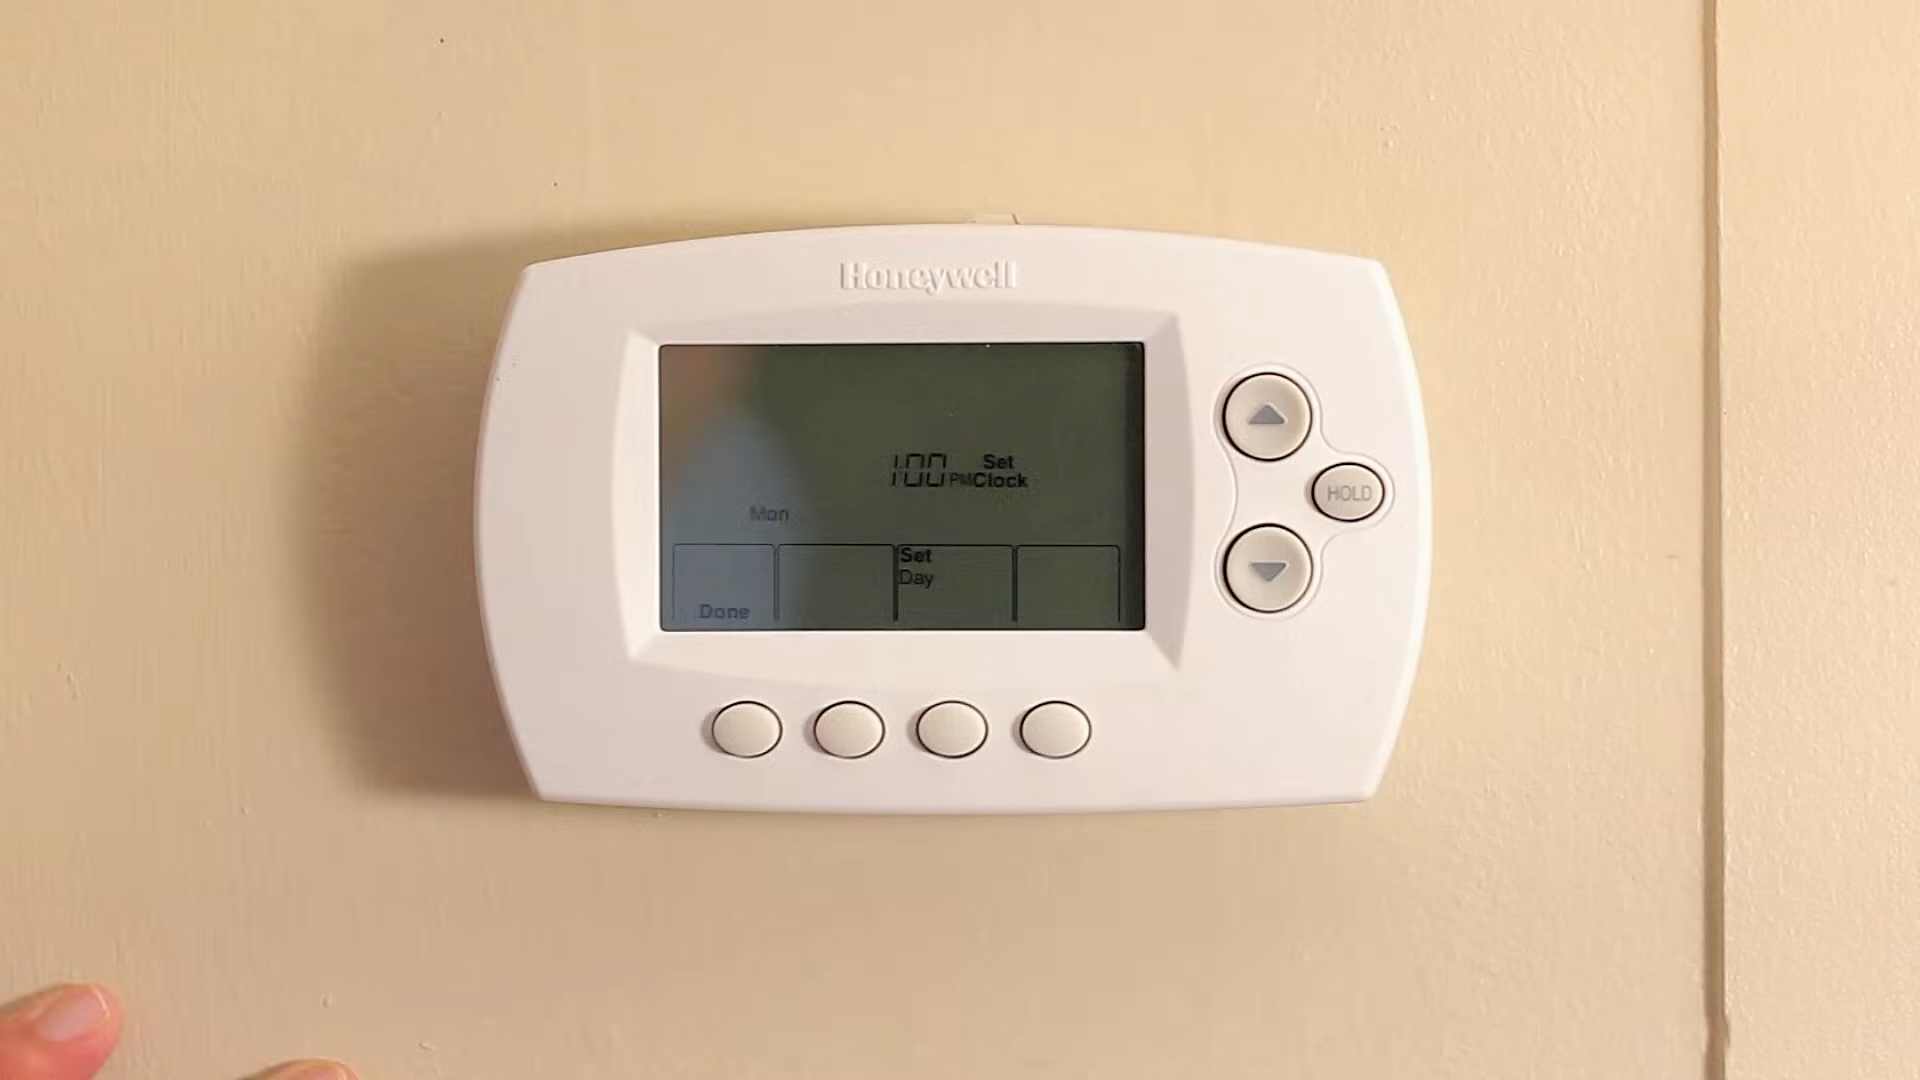 Honeywell
1:00 PM Set Clock
Mon
Set
Day
Done
HOLD